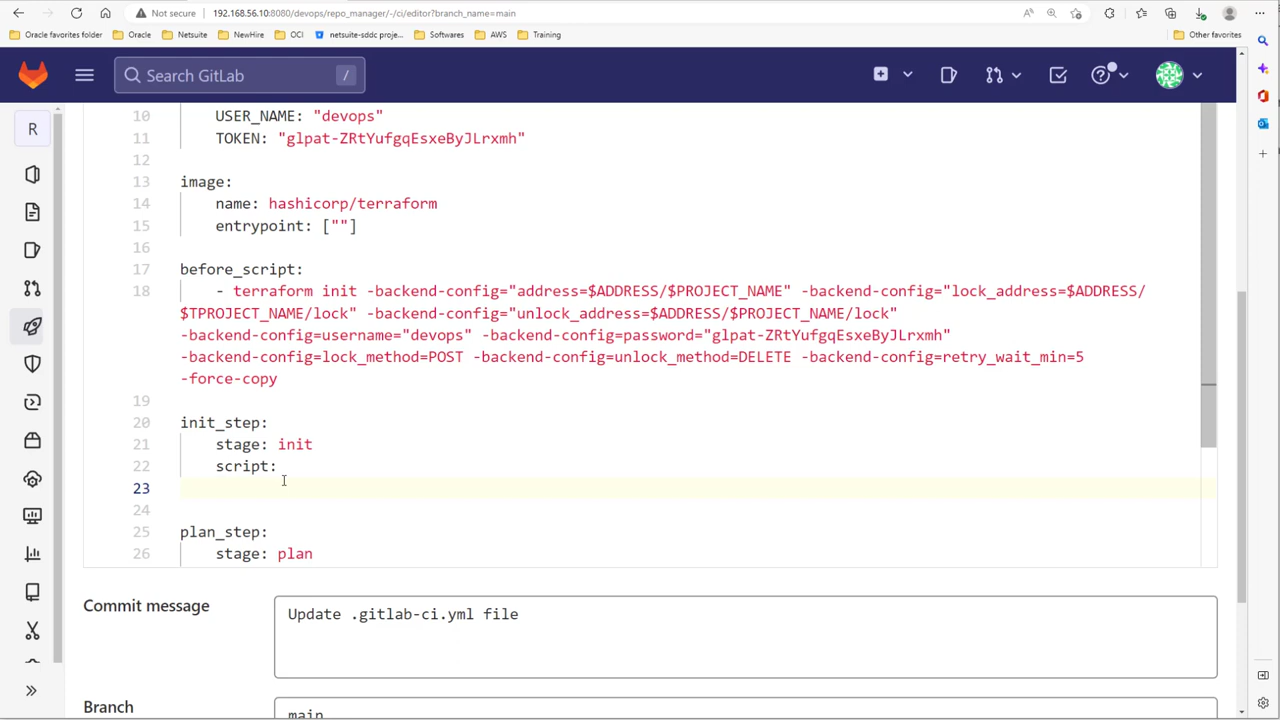 Not secure | 192.168.56.10:8080/devops/repo_manager/-/ci/editor?branch_name=main
Oracle favorites folder Oracle Netsuite NewHire OCI netsuite-sddc proje... Softwares AWS Training Other favorites
Search GitLab /
R
10 USER_NAME: "devops"
11 TOKEN: "glpat-ZRtYufgqEsxeByJLrxmh"
12
13 image:
14 name: hashicorp/terraform
15 entrypoint: [""]
16
17 before_script:
18 - terraform init -backend-config="address=$ADDRESS/$PROJECT_NAME" -backend-config="lock_address=$ADDRESS/
$TPROJECT_NAME/lock" -backend-config="unlock_address=$ADDRESS/$PROJECT_NAME/lock"
-backend-config=username="devops" -backend-config=password="glpat-ZRtYufgqEsxeByJLrxmh"
-backend-config=lock_method=POST -backend-config=unlock_method=DELETE -backend-config=retry_wait_min=5
-force-copy
19
20 init_step:
21 stage: init
22 script:
23
24
25 plan_step:
26 stage: plan
Commit message
Update .gitlab-ci.yml file
Branch
main